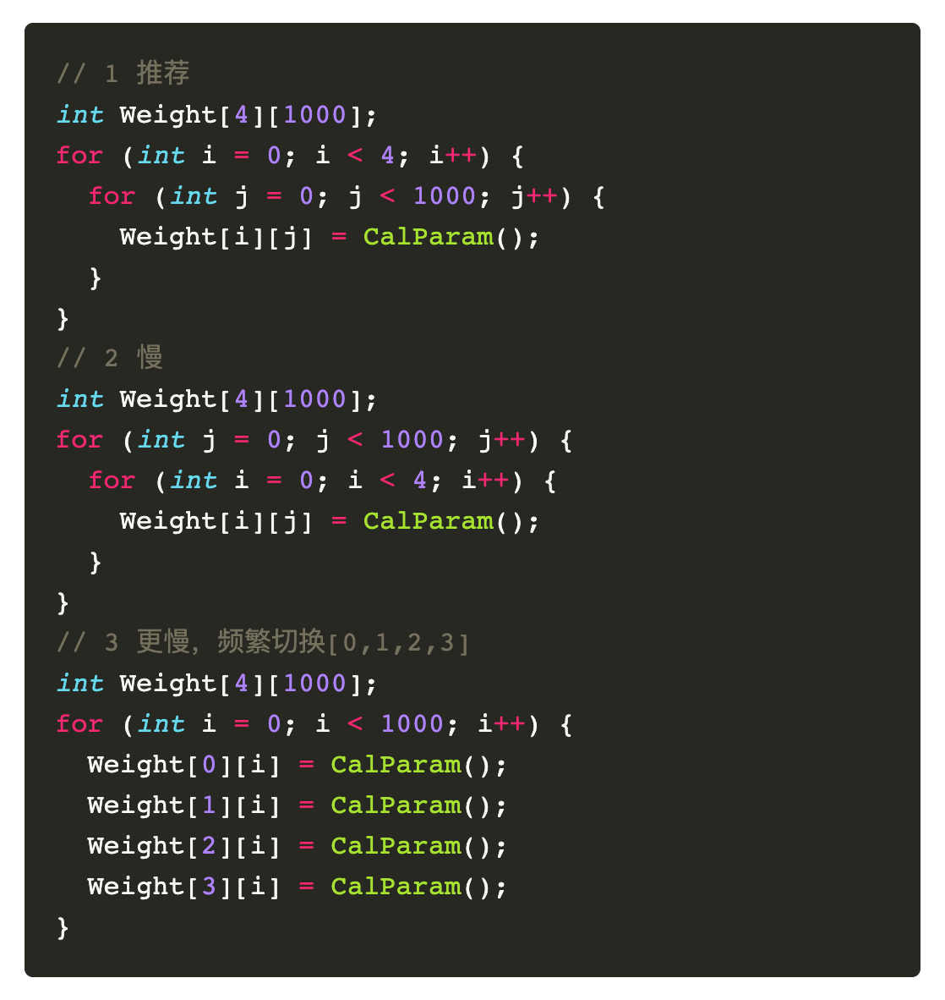 // 1 推荐
int Weight[4][1000];
for (int i = 0; i < 4; i++) {
  for (int j = 0; j < 1000; j++) {
    Weight[i][j] = CalParam();
  }
}
// 2 慢
int Weight[4][1000];
for (int j = 0; j < 1000; j++) {
  for (int i = 0; i < 4; i++) {
    Weight[i][j] = CalParam();
  }
}
// 3 更慢，频繁切换[0,1,2,3]
int Weight[4][1000];
for (int i = 0; i < 1000; i++) {
  Weight[0][i] = CalParam();
  Weight[1][i] = CalParam();
  Weight[2][i] = CalParam();
  Weight[3][i] = CalParam();
}